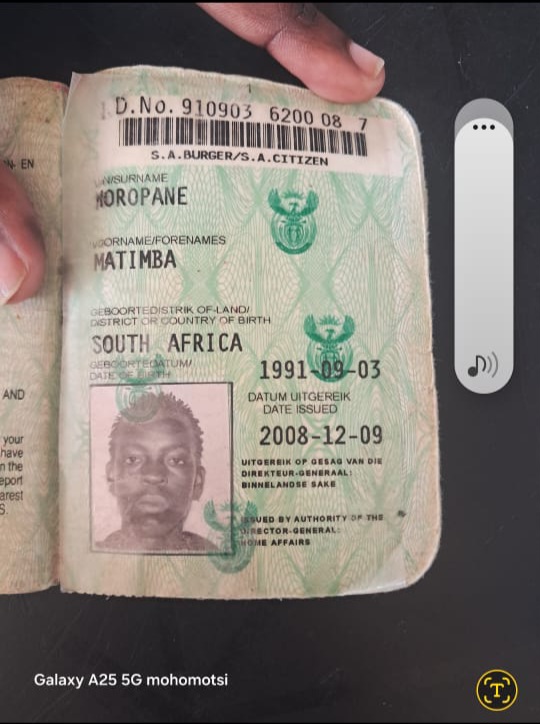 I.D.No. 910903 6200 08 7
S.A.BURGER/S.A.CITIZEN
N- EN
VAN/SURNAME
MOROPANE
VOORNAME/FORENAMES
MATIMBA
GEBOORTEDISTRIK OF-LAND/
DISTRICT OR COUNTRY OF BIRTH
SOUTH AFRICA
GEBOORTEDATUM/
DATE OF BIRTH
1991-09-03
DATUM UITGEREIK
DATE ISSUED
2008-12-09
UITGEREIK OP GESAG VAN DIE
DIREKTEUR-GENERAAL:
BINNELANDSE SAKE
ISSUED BY AUTHORITY OF THE
DIRECTOR-GENERAL:
HOME AFFAIRS
AND
your
have
n the
eport
arest
S.
Galaxy A25 5G mohomotsi
T